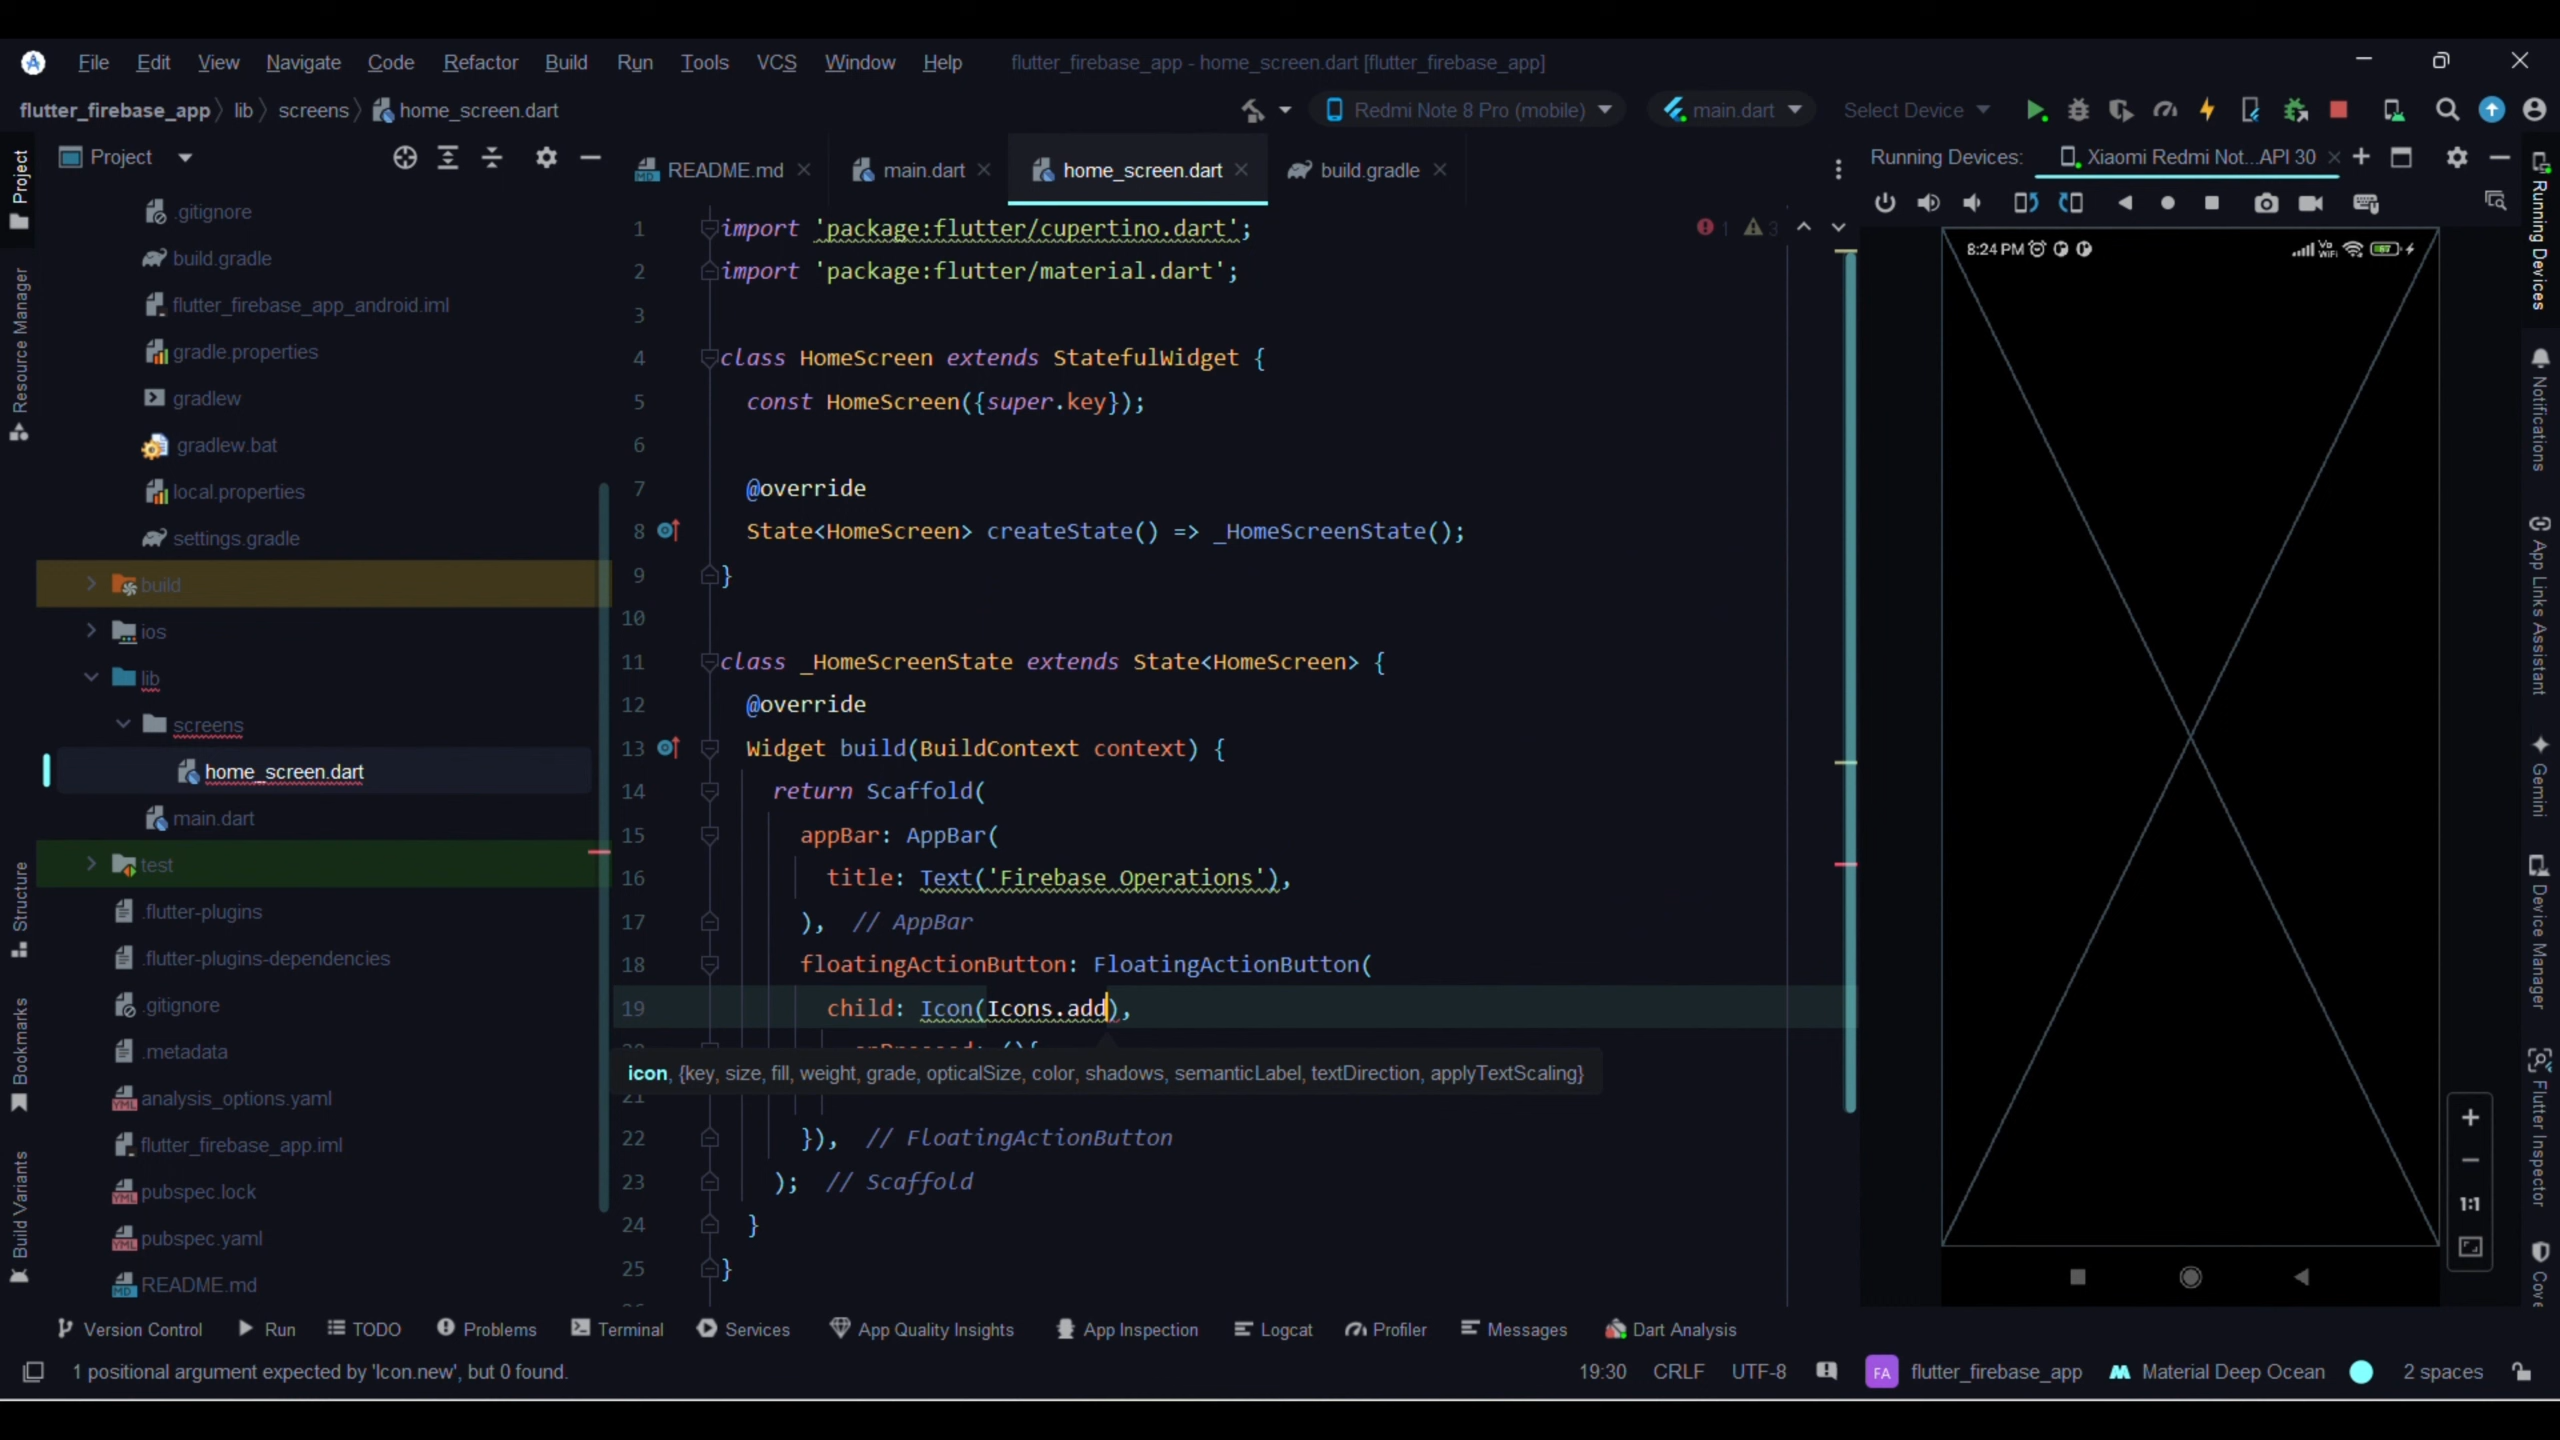 File Edit View Navigate Code Refactor Build Run Tools VCS Window Help flutter_firebase_app - home_screen.dart [flutter_firebase_app]
flutter_firebase_app lib screens home_screen.dart Redmi Note 8 Pro (mobile) main.dart Select Device
Project
README.md main.dart home_screen.dart build.gradle
Running Devices: Xiaomi Redmi Not...API 30
Project
Resource Manager
Structure
Bookmarks
Build Variants
.gitignore
build.gradle
flutter_firebase_app_android.iml
gradle.properties
gradlew
gradlew.bat
local.properties
settings.gradle
build
ios
lib
screens
home_screen.dart
main.dart
test
.flutter-plugins
.flutter-plugins-dependencies
.gitignore
.metadata
analysis_options.yaml
flutter_firebase_app.iml
pubspec.lock
pubspec.yaml
README.md
1 import 'package:flutter/cupertino.dart';
1 3
2 import 'package:flutter/material.dart';
3
4 class HomeScreen extends StatefulWidget {
5 const HomeScreen({super.key});
6
7 @override
8 State<HomeScreen> createState() => _HomeScreenState();
9 }
10
11 class _HomeScreenState extends State<HomeScreen> {
12 @override
13 Widget build(BuildContext context) {
14 return Scaffold(
15 appBar: AppBar(
16 title: Text('Firebase Operations'),
17 ), // AppBar
18 floatingActionButton: FloatingActionButton(
19 child: Icon(Icons.add),
icon, {key, size, fill, weight, grade, opticalSize, color, shadows, semanticLabel, textDirection, applyTextScaling}
21
22 }), // FloatingActionButton
23 ); // Scaffold
24 }
25 }
8:24 PM
Vo WiFi
67
1:1
Running Devices
Notifications
App Links Assistant
Gemini
Device Manager
Flutter Inspector
Cove
Version Control Run TODO Problems Terminal Services App Quality Insights App Inspection Logcat Profiler Messages Dart Analysis
1 positional argument expected by 'Icon.new', but 0 found. 19:30 CRLF UTF-8 FA flutter_firebase_app Material Deep Ocean 2 spaces